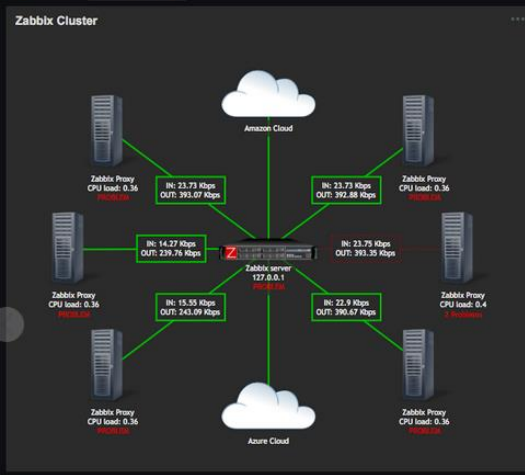 Zabbix Cluster
Amazon Cloud
Zabbix Proxy
CPU load: 0.36
PROBLEM
IN: 23.73 Kbps
OUT: 393.07 Kbps
IN: 23.73 Kbps
OUT: 392.88 Kbps
Zabbix Proxy
CPU load: 0.36
PROBLEM
Zabbix Proxy
CPU load: 0.36
PROBLEM
IN: 14.27 Kbps
OUT: 239.76 Kbps
Z
Zabbix server
127.0.0.1
PROBLEM
IN: 23.75 Kbps
OUT: 393.35 Kbps
Zabbix Proxy
CPU load: 0.4
2 Problems
IN: 15.55 Kbps
OUT: 243.09 Kbps
IN: 22.9 Kbps
OUT: 390.67 Kbps
Zabbix Proxy
CPU load: 0.36
PROBLEM
Azure Cloud
Zabbix Proxy
CPU load: 0.36
PROBLEM